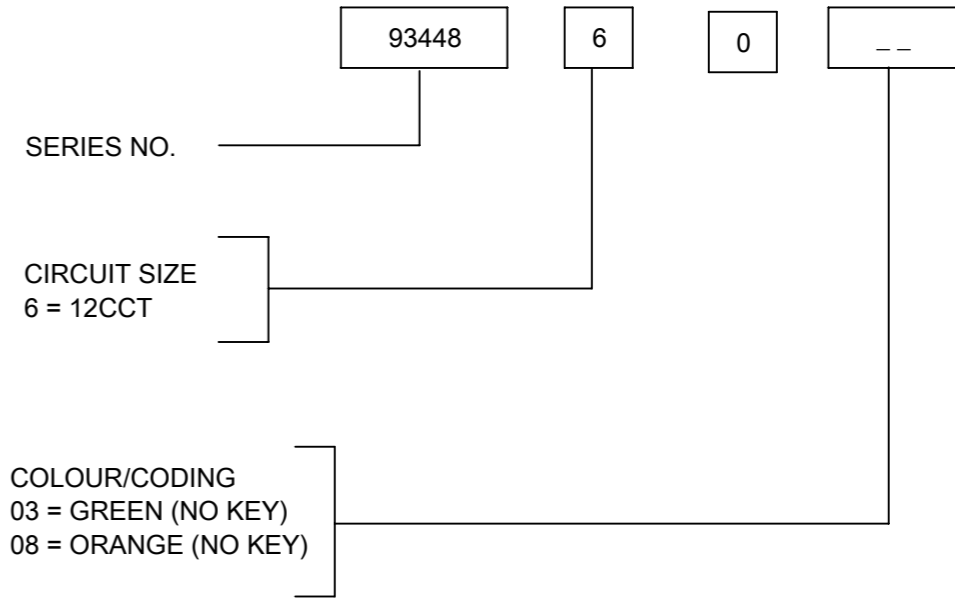 93448 6 0 _ _
SERIES NO.
CIRCUIT SIZE
6 = 12CCT
COLOUR/CODING
03 = GREEN (NO KEY)
08 = ORANGE (NO KEY)